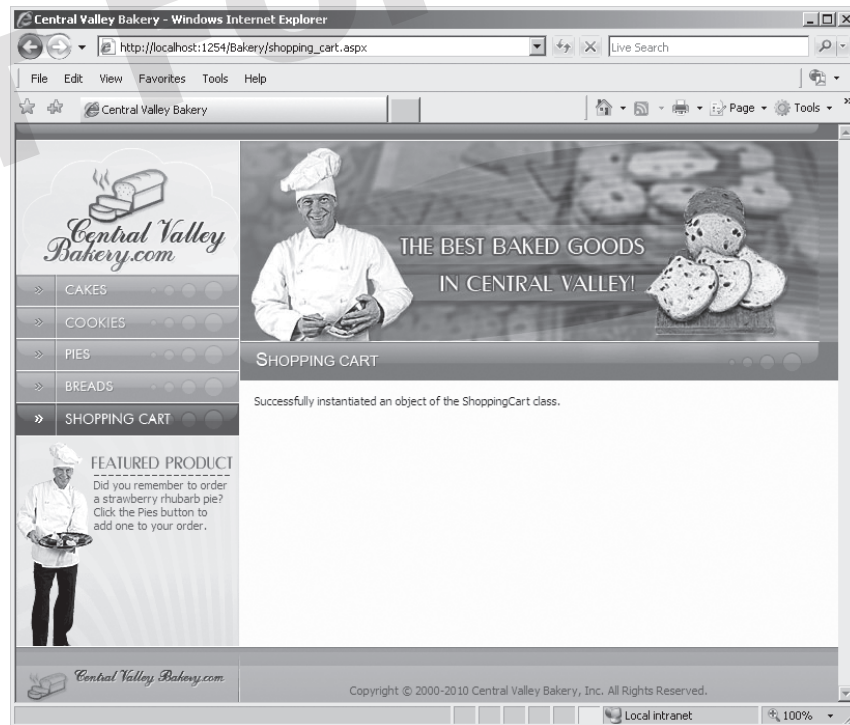 Central Valley Bakery - Windows Internet Explorer
http://localhost:1254/Bakery/shopping_cart.aspx
Live Search
File Edit View Favorites Tools Help
Central Valley Bakery
Page Tools
Central Valley
Bakery.com
THE BEST BAKED GOODS
IN CENTRAL VALLEY!
CAKES
COOKIES
PIES
BREADS
SHOPPING CART
SHOPPING CART
Successfully instantiated an object of the ShoppingCart class.
FEATURED PRODUCT
Did you remember to order
a strawberry rhubarb pie?
Click the Pies button to
add one to your order.
Central Valley Bakery.com
Copyright © 2000-2010 Central Valley Bakery, Inc. All Rights Reserved.
Local intranet
100%